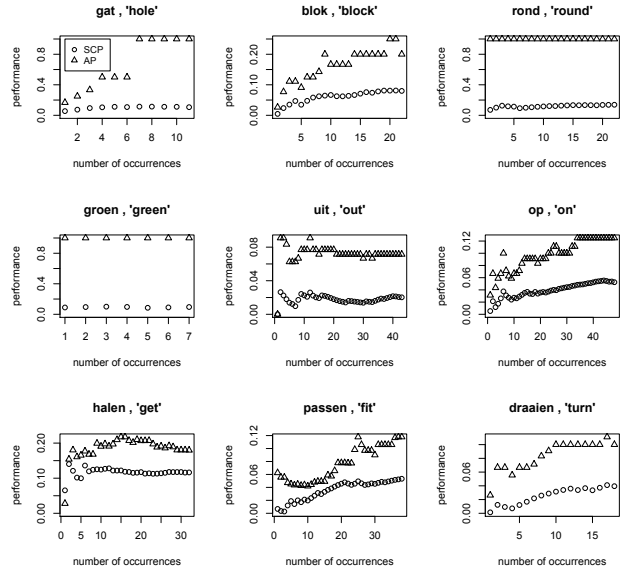 gat , 'hole'
performance
0.0 0.4 0.8
SCP
AP
2 4 6 8 10
number of occurrences
blok , 'block'
performance
0.00 0.10 0.20
5 10 15 20
number of occurrences
rond , 'round'
performance
0.0 0.4 0.8
5 10 15 20
number of occurrences
groen , 'green'
performance
0.0 0.4 0.8
1 2 3 4 5 6 7
number of occurrences
uit , 'out'
performance
0.00 0.04 0.08
0 10 20 30 40
number of occurrences
op , 'on'
performance
0.00 0.06 0.12
0 10 20 30 40
number of occurrences
halen , 'get'
performance
0.00 0.10 0.20
0 5 10 20 30
number of occurrences
passen , 'fit'
performance
0.00 0.06 0.12
0 10 20 30
number of occurrences
draaien , 'turn'
performance
0.00 0.06 0.12
5 10 15
number of occurrences